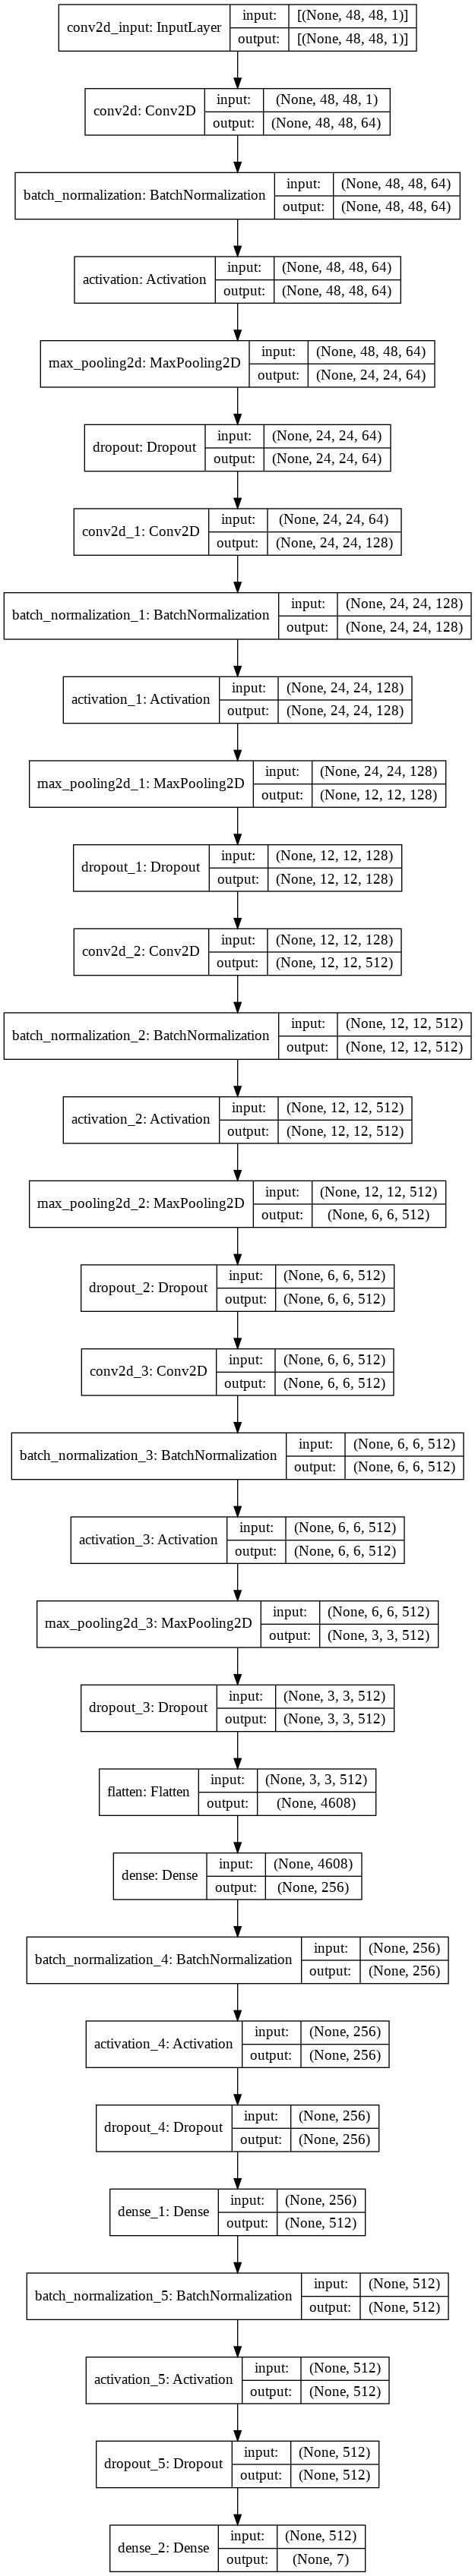 conv2d_input: InputLayer
input: [(None, 48, 48, 1)]
output: [(None, 48, 48, 1)]
conv2d: Conv2D
input: (None, 48, 48, 1)
output: (None, 48, 48, 64)
batch_normalization: BatchNormalization
input: (None, 48, 48, 64)
output: (None, 48, 48, 64)
activation: Activation
input: (None, 48, 48, 64)
output: (None, 48, 48, 64)
max_pooling2d: MaxPooling2D
input: (None, 48, 48, 64)
output: (None, 24, 24, 64)
dropout: Dropout
input: (None, 24, 24, 64)
output: (None, 24, 24, 64)
conv2d_1: Conv2D
input: (None, 24, 24, 64)
output: (None, 24, 24, 128)
batch_normalization_1: BatchNormalization
input: (None, 24, 24, 128)
output: (None, 24, 24, 128)
activation_1: Activation
input: (None, 24, 24, 128)
output: (None, 24, 24, 128)
max_pooling2d_1: MaxPooling2D
input: (None, 24, 24, 128)
output: (None, 12, 12, 128)
dropout_1: Dropout
input: (None, 12, 12, 128)
output: (None, 12, 12, 128)
conv2d_2: Conv2D
input: (None, 12, 12, 128)
output: (None, 12, 12, 512)
batch_normalization_2: BatchNormalization
input: (None, 12, 12, 512)
output: (None, 12, 12, 512)
activation_2: Activation
input: (None, 12, 12, 512)
output: (None, 12, 12, 512)
max_pooling2d_2: MaxPooling2D
input: (None, 12, 12, 512)
output: (None, 6, 6, 512)
dropout_2: Dropout
input: (None, 6, 6, 512)
output: (None, 6, 6, 512)
conv2d_3: Conv2D
input: (None, 6, 6, 512)
output: (None, 6, 6, 512)
batch_normalization_3: BatchNormalization
input: (None, 6, 6, 512)
output: (None, 6, 6, 512)
activation_3: Activation
input: (None, 6, 6, 512)
output: (None, 6, 6, 512)
max_pooling2d_3: MaxPooling2D
input: (None, 6, 6, 512)
output: (None, 3, 3, 512)
dropout_3: Dropout
input: (None, 3, 3, 512)
output: (None, 3, 3, 512)
flatten: Flatten
input: (None, 3, 3, 512)
output: (None, 4608)
dense: Dense
input: (None, 4608)
output: (None, 256)
batch_normalization_4: BatchNormalization
input: (None, 256)
output: (None, 256)
activation_4: Activation
input: (None, 256)
output: (None, 256)
dropout_4: Dropout
input: (None, 256)
output: (None, 256)
dense_1: Dense
input: (None, 256)
output: (None, 512)
batch_normalization_5: BatchNormalization
input: (None, 512)
output: (None, 512)
activation_5: Activation
input: (None, 512)
output: (None, 512)
dropout_5: Dropout
input: (None, 512)
output: (None, 512)
dense_2: Dense
input: (None, 512)
output: (None, 7)